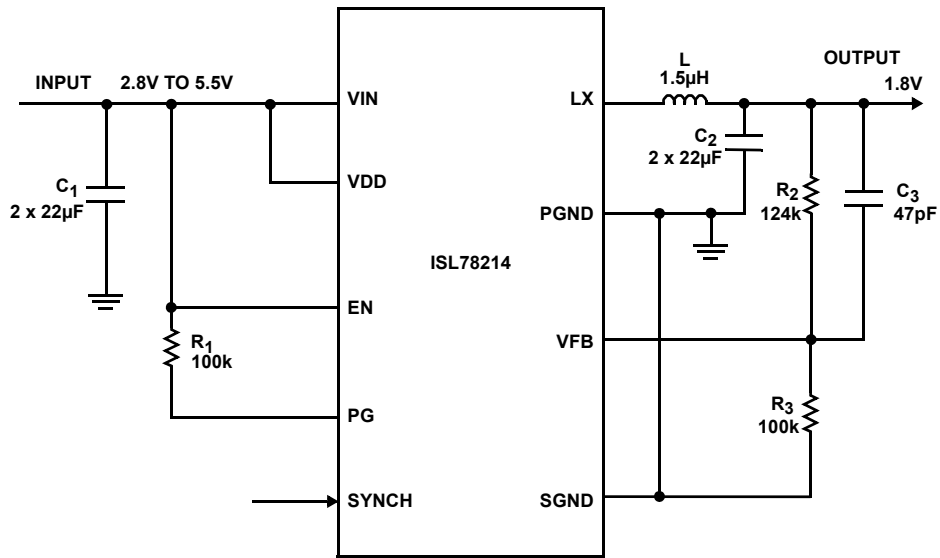 INPUT
2.8V TO 5.5V
C1
2 x 22µF
R1
100k
VIN
VDD
EN
PG
SYNCH
ISL78214
LX
PGND
VFB
SGND
L
1.5µH
C2
2 x 22µF
OUTPUT
1.8V
R2
124k
C3
47pF
R3
100k